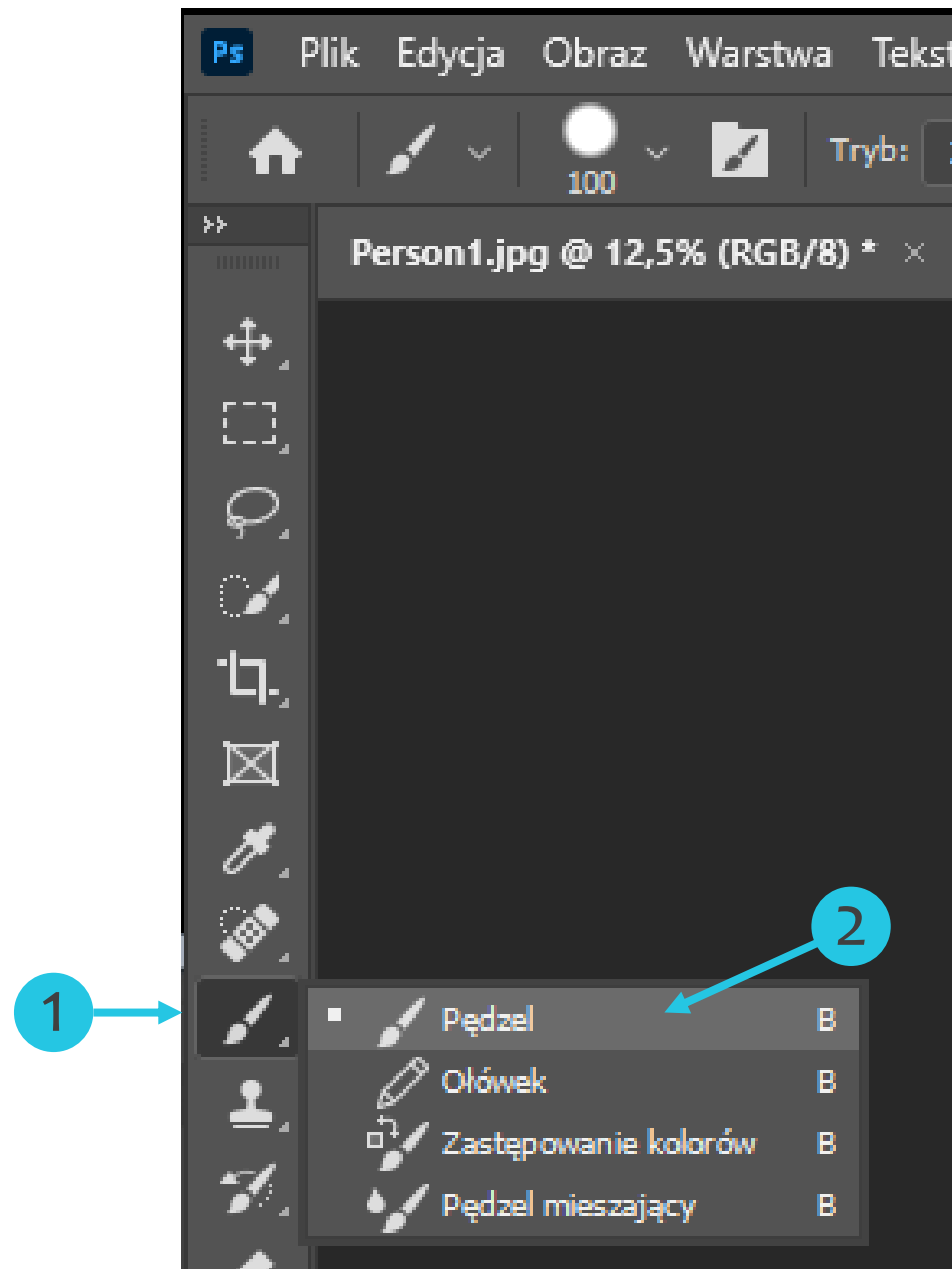 Ps Plik Edycja Obraz Warstwa Tekst
100 Tryb:
Person1.jpg @ 12,5% (RGB/8) * ×
2
1
Pędzel B
Ołówek B
Zastępowanie kolorów B
Pędzel mieszający B